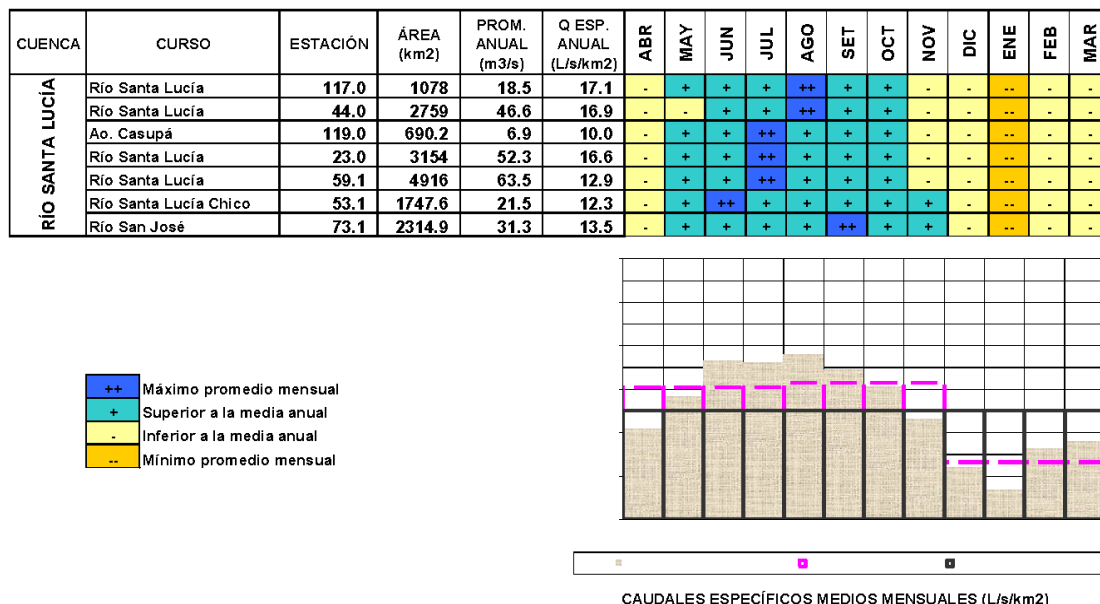 CUENCA CURSO ESTACIÓN ÁREA (km2) PROM. ANUAL (m3/s) Q ESP. ANUAL (L/s/km2) ABR MAY JUN JUL AGO SET OCT NOV DIC ENE FEB MAR
RÍO SANTA LUCÍA
Río Santa Lucía 117.0 1078 18.5 17.1 - + + + ++ + + - - -- - -
Río Santa Lucía 44.0 2759 46.6 16.9 - - + + ++ + + - - -- - -
Ao. Casupá 119.0 690.2 6.9 10.0 - + + ++ + + + - - -- - -
Río Santa Lucía 23.0 3154 52.3 16.6 - + + ++ + + + - - -- - -
Río Santa Lucía 59.1 4916 63.5 12.9 - + + ++ + + + - - -- - -
Río Santa Lucía Chico 53.1 1747.6 21.5 12.3 - + ++ + + + + + - -- - -
Río San José 73.1 2314.9 31.3 13.5 - + + + + ++ + + - -- - -
++ Máximo promedio mensual
+ Superior a la media anual
- Inferior a la media anual
-- Mínimo promedio mensual
CAUDALES ESPECÍFICOS MEDIOS MENSUALES (L/s/km2)